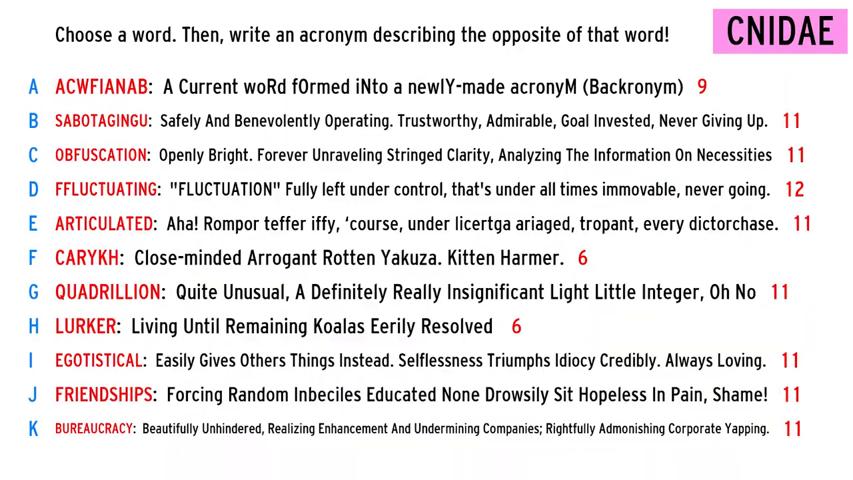 Choose a word. Then, write an acronym describing the opposite of that word!
CNIDAE
A ACWFIANAB: A Current woRd fOrmed iNto a newlY-made acronyM (Backronym) 9
B SABOTAGINGU: Safely And Benevolently Operating. Trustworthy, Admirable, Goal Invested, Never Giving Up. 11
C OBFUSCATION: Openly Bright. Forever Unraveling Stringed Clarity, Analyzing The Information On Necessities 11
D FFLUCTUATING: "FLUCTUATION" Fully left under control, that's under all times immovable, never going. 12
E ARTICULATED: Aha! Rompor teffer iffy, ‘course, under licertga ariaged, tropant, every dictorchase. 11
F CARYKH: Close-minded Arrogant Rotten Yakuza. Kitten Harmer. 6
G QUADRILLION: Quite Unusual, A Definitely Really Insignificant Light Little Integer, Oh No 11
H LURKER: Living Until Remaining Koalas Eerily Resolved 6
I EGOTISTICAL: Easily Gives Others Things Instead. Selflessness Triumphs Idiocy Credibly. Always Loving. 11
J FRIENDSHIPS: Forcing Random Inbeciles Educated None Drowsily Sit Hopeless In Pain, Shame! 11
K BUREAUCRACY: Beautifully Unhindered, Realizing Enhancement And Undermining Companies; Rightfully Admonishing Corporate Yapping. 11